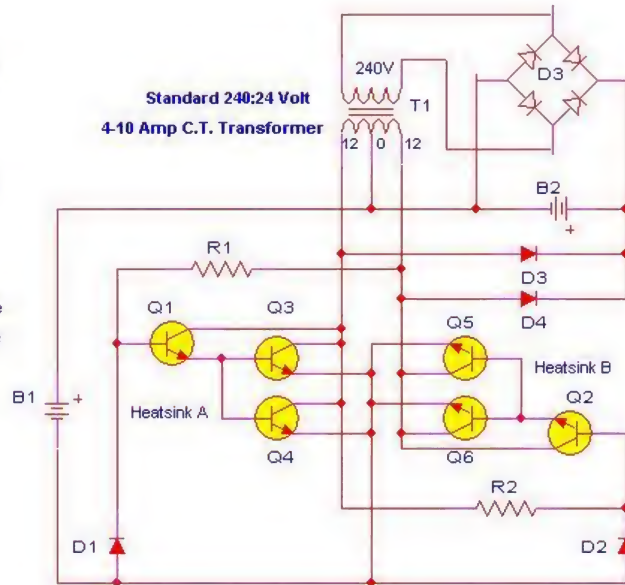 240V
D3
Standard 240:24 Volt
4-10 Amp C.T. Transformer
T1
12 0 12
B2
+
R1
D3
D4
Q1
Q3
Q5
Heatsink B
B1
+
Heatsink A
Q2
Q4
Q6
R2
D1
D2